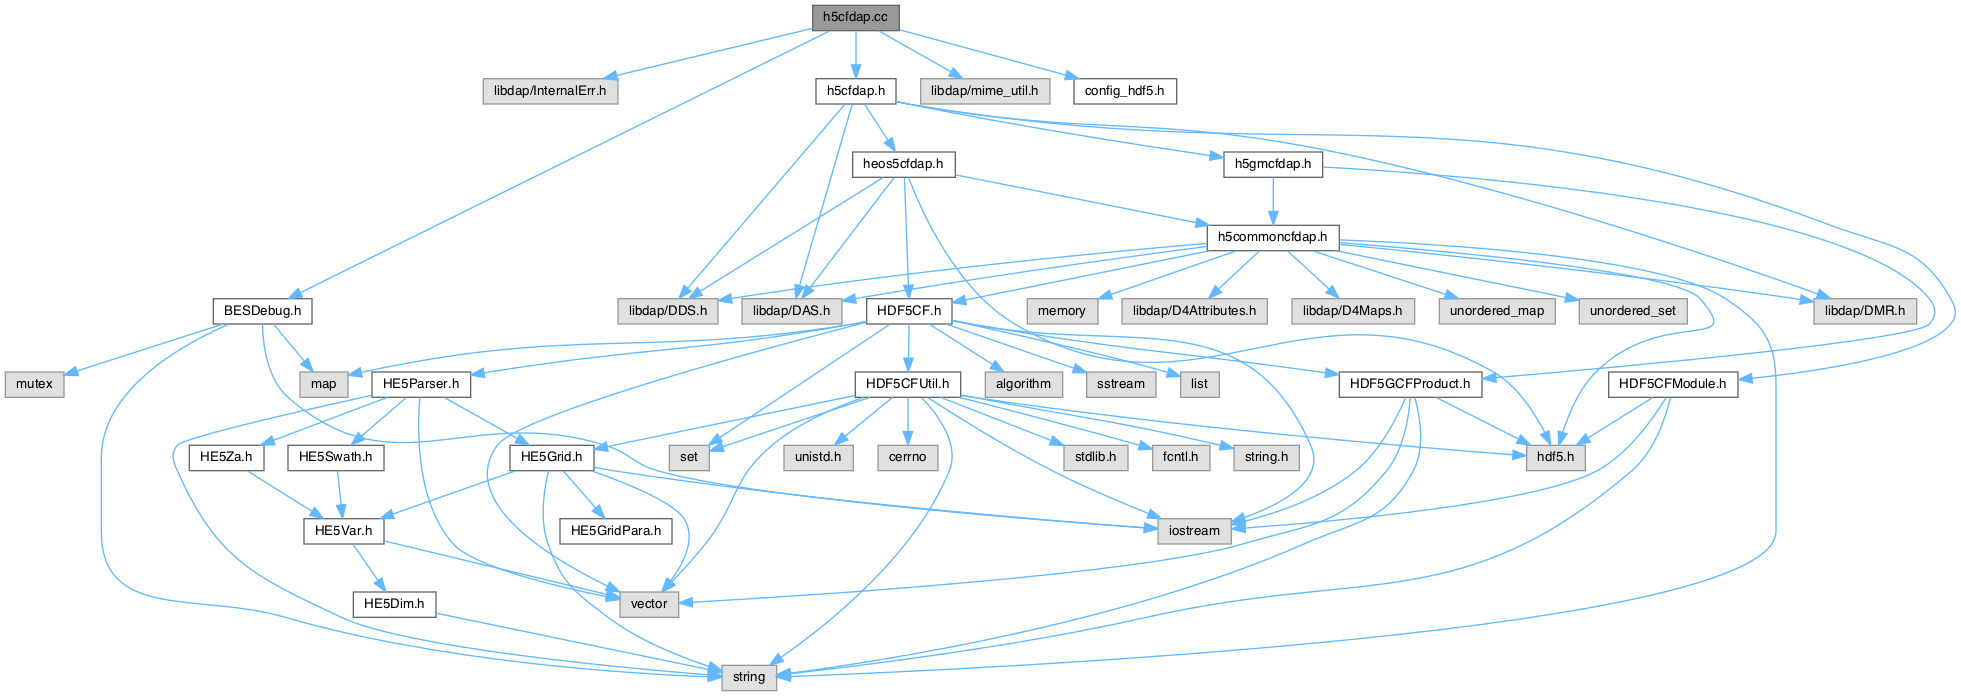 h5cfdap.cc
libdap/InternalErr.h
h5cfdap.h
libdap/mime_util.h
config_hdf5.h
heos5cfdap.h
h5gmcfdap.h
h5commoncfdap.h
BESDebug.h
libdap/DDS.h
libdap/DAS.h
HDF5CF.h
memory
libdap/D4Attributes.h
libdap/D4Maps.h
unordered_map
unordered_set
libdap/DMR.h
mutex
map
HE5Parser.h
HDF5CFUtil.h
algorithm
sstream
list
HDF5GCFProduct.h
HDF5CFModule.h
HE5Za.h
HE5Swath.h
HE5Grid.h
set
unistd.h
cerrno
stdlib.h
fcntl.h
string.h
hdf5.h
HE5Var.h
HE5GridPara.h
iostream
HE5Dim.h
vector
string